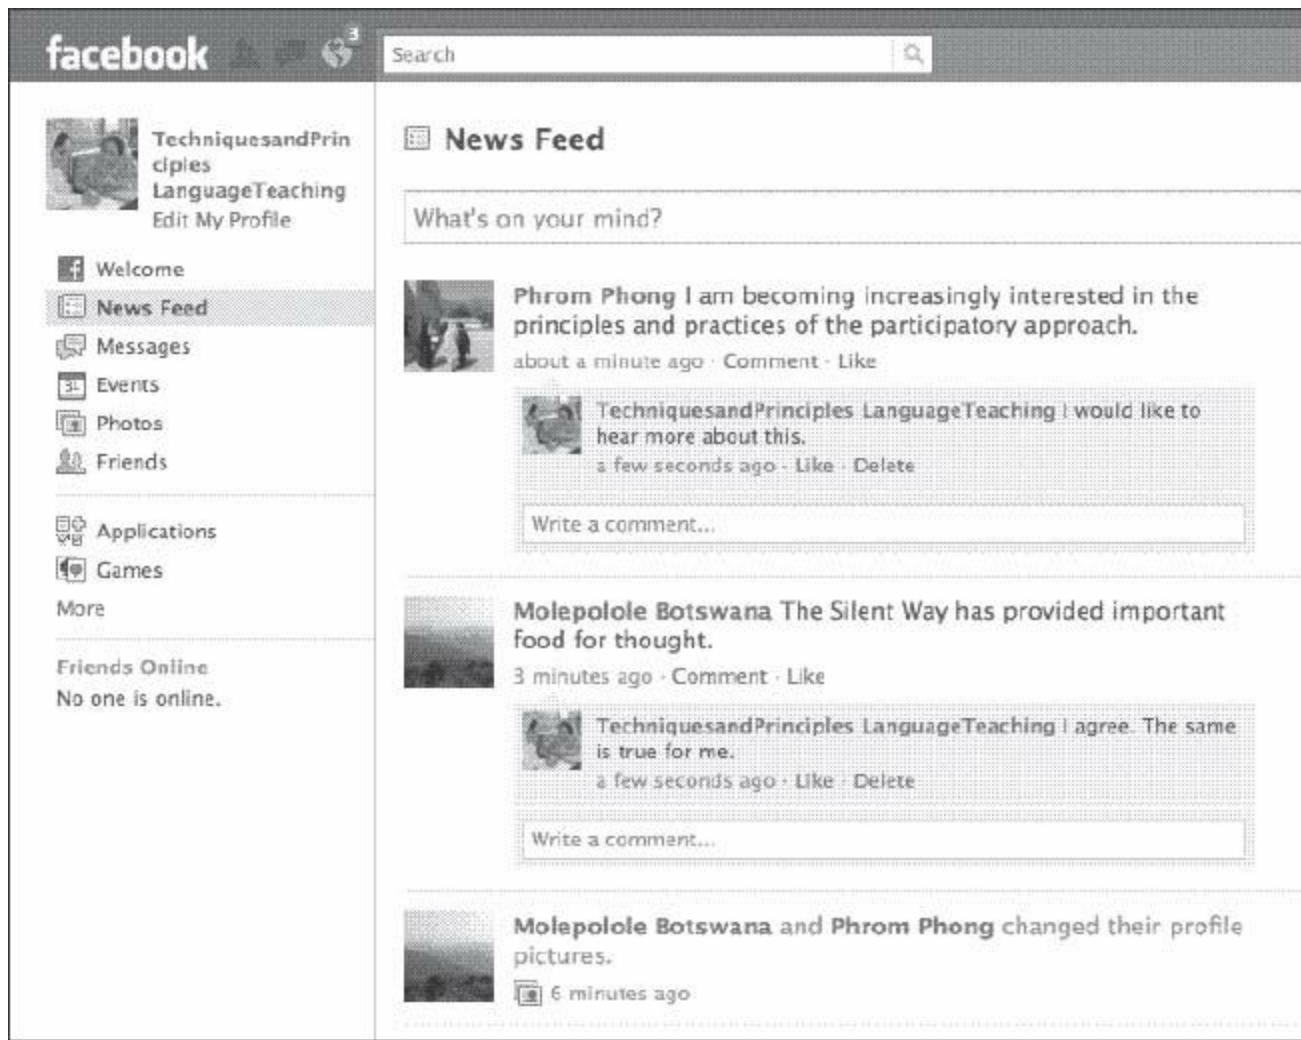 facebook
3
Search
TechniquesandPrin
ciples
LanguageTeaching
Edit My Profile
Welcome
News Feed
Messages
31
Events
Photos
Friends
Applications
Games
More
Friends Online
No one is online.
News Feed
What's on your mind?
Phrom Phong I am becoming increasingly interested in the
principles and practices of the participatory approach.
about a minute ago · Comment · Like
TechniquesandPrinciples LanguageTeaching I would like to
hear more about this.
a few seconds ago · Like · Delete
Write a comment...
Molepolole Botswana The Silent Way has provided important
food for thought.
3 minutes ago · Comment · Like
TechniquesandPrinciples LanguageTeaching I agree. The same
is true for me.
a few seconds ago · Like · Delete
Write a comment...
Molepolole Botswana and Phrom Phong changed their profile
pictures.
6 minutes ago